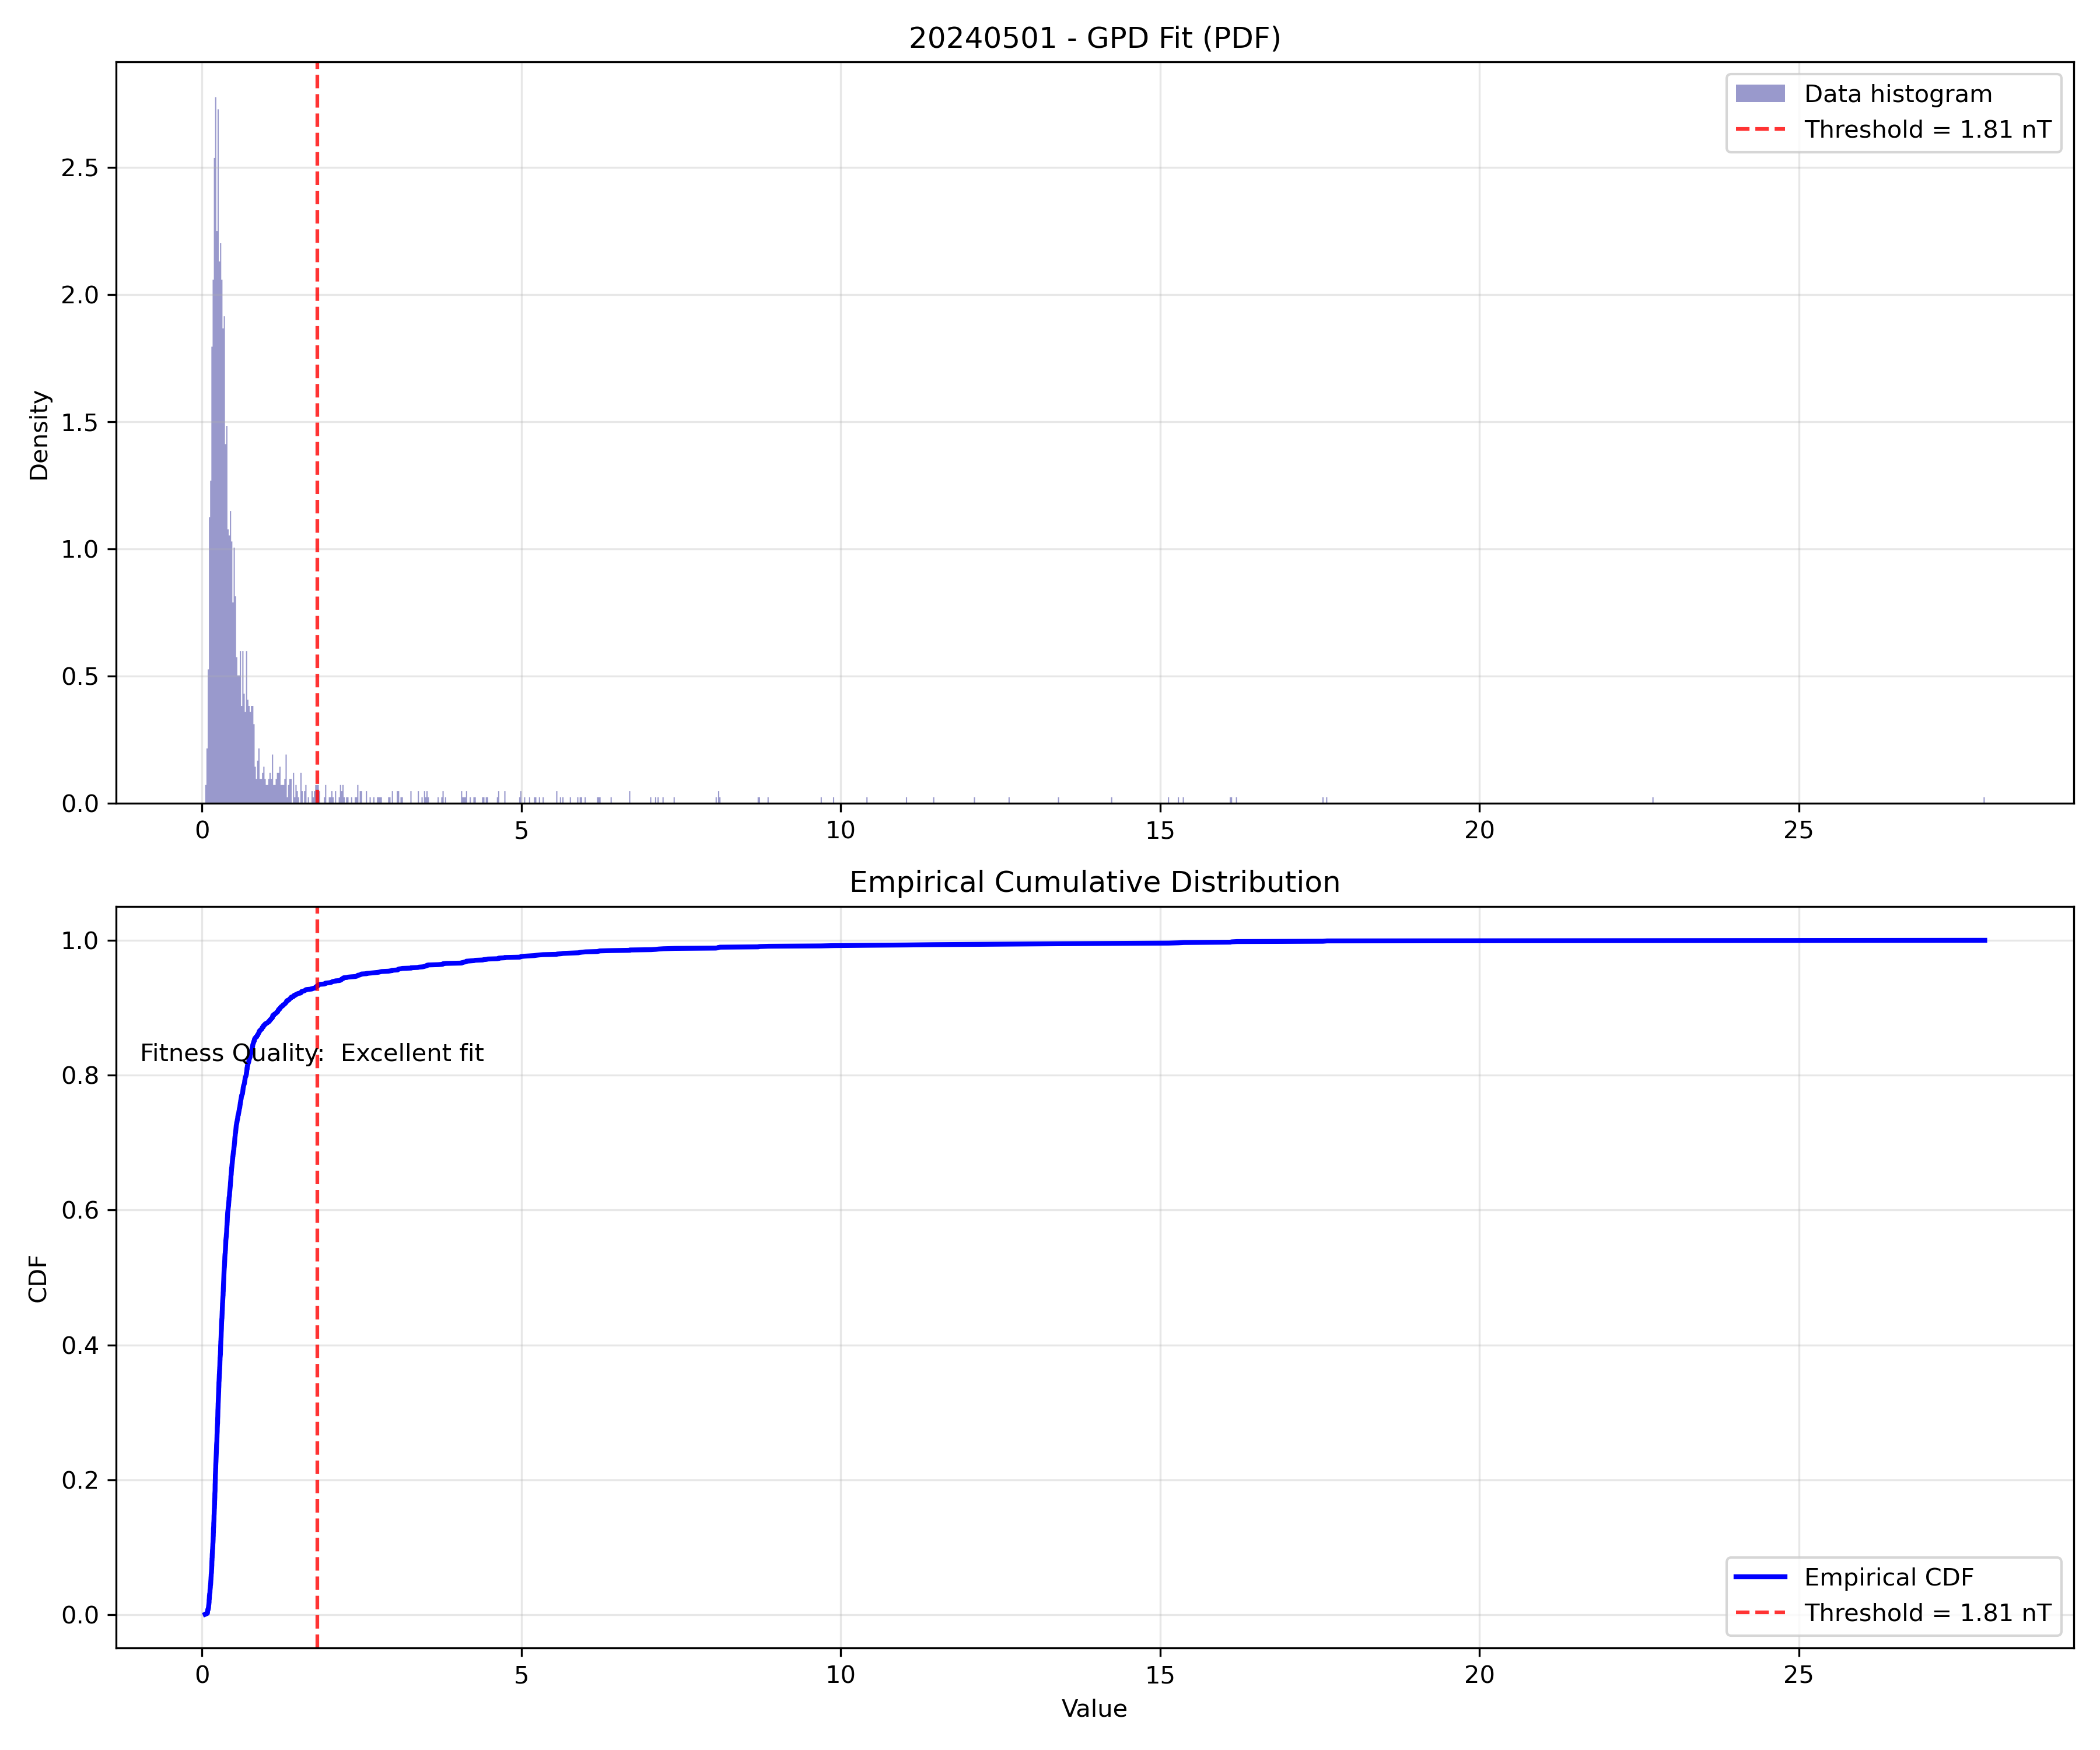 20240501 - GPD Fit (PDF)
Data histogram
Threshold = 1.81 nT
Density
2.5
2.0
1.5
1.0
0.5
0.0
0 5 10 15 20 25
Empirical Cumulative Distribution
CDF
1.0
0.8
0.6
0.4
0.2
0.0
Fitness Quality: Excellent fit
Empirical CDF
Threshold = 1.81 nT
0 5 10 15 20 25
Value